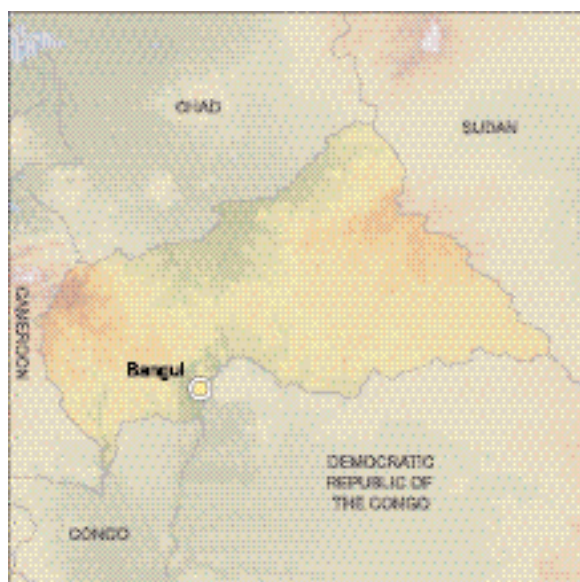 CHAD
SUDAN
CAMEROON
Bangui
DEMOCRATIC
REPUBLIC OF
THE CONGO
CONGO